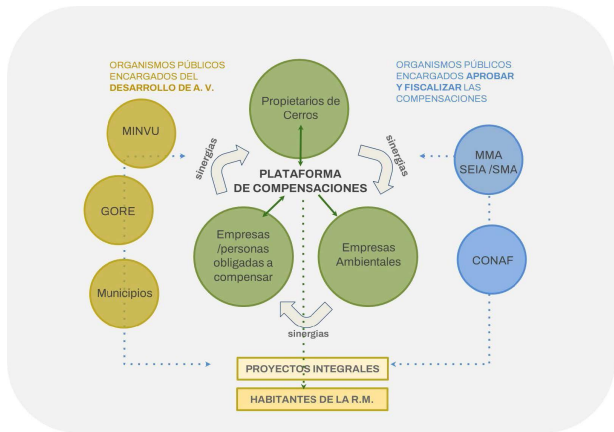 ORGANISMOS PÚBLICOS
ENCARGADOS DEL
DESARROLLO DE A. V.
MINVU
GORE
Municipios
Propietarios de
Cerros
sinergias
sinergias
PLATAFORMA
DE COMPENSACIONES
Empresas
/personas
obligadas a
compensar
Empresas
Ambientales
sinergias
ORGANISMOS PÚBLICOS
ENCARGADOS APROBAR
Y FISCALIZAR LAS
COMPENSACIONES
MMA
SEIA /SMA
CONAF
PROYECTOS INTEGRALES
HABITANTES DE LA R.M.